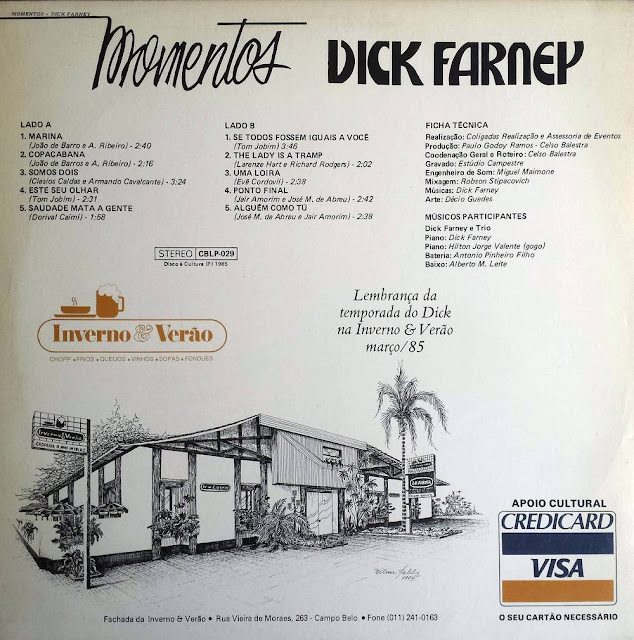 MOMENTOS - DICK FARNEY
Momentos DICK FARNEY
LADO A
1. MARINA
(João de Barro e A. Ribeiro) - 2:40
2. COPACABANA
(João de Barros e A. Ribeiro) - 2:16
3. SOMOS DOIS
(Klesios Caldas e Armando Cavalcante) - 3:24
4. ESTE SEU OLHAR
(Tom Jobim) - 2:31
5. SAUDADE MATA A GENTE
(Dorival Caimi) - 1:58
LADO B
1. SE TODOS FOSSEM IGUAIS A VOCÊ
(Tom Jobim) 3:46
2. THE LADY IS A TRAMP
(Larenze Hart e Richard Rodgers) - 2:02
3. UMA LOIRA
(Evê Cordovil) - 2:38
4. PONTO FINAL
(Jair Amorim e José M. de Abreu) - 2:42
5. ALGUÉM COMO TÚ
(José M. de Abreu e Jair Amorim) - 2:38
FICHA TÉCNICA
Realização: Coligadas Realização e Assessoria de Eventos
Produção: Paulo Godoy Ramos - Celso Balestra
Coodenação Geral e Roteiro: Celso Balestra
Gravado: Estúdio Campestre
Engenheiro de Som: Miguel Maimone
Mixagem: Robson Stipacovich
Músicas: Dick Farney
Arte: Décio Guedes
MÚSICOS PARTICIPANTES
Dick Farney e Trio
Piano: Dick Farney
Piano: Hilton Jorge Valente (gogo)
Bateria: Antonio Pinheiro Filho
Baixo: Alberto M. Leite
STEREO CBLP-029
Disco é Cultura (P) 1985
Inverno & Verão
CHOPP • FRIOS • QUEIJOS • VINHOS • SOPAS • FONDUES
Lembrança da
temporada do Dick
na Inverno & Verão
março/85
Inverno & Verão
APOIO CULTURAL
CREDICARD
VISA
O SEU CARTÃO NECESSÁRIO
Fachada da Inverno & Verão • Rua Vieira de Moraes, 263 - Campo Belo • Fone (011) 241-0163